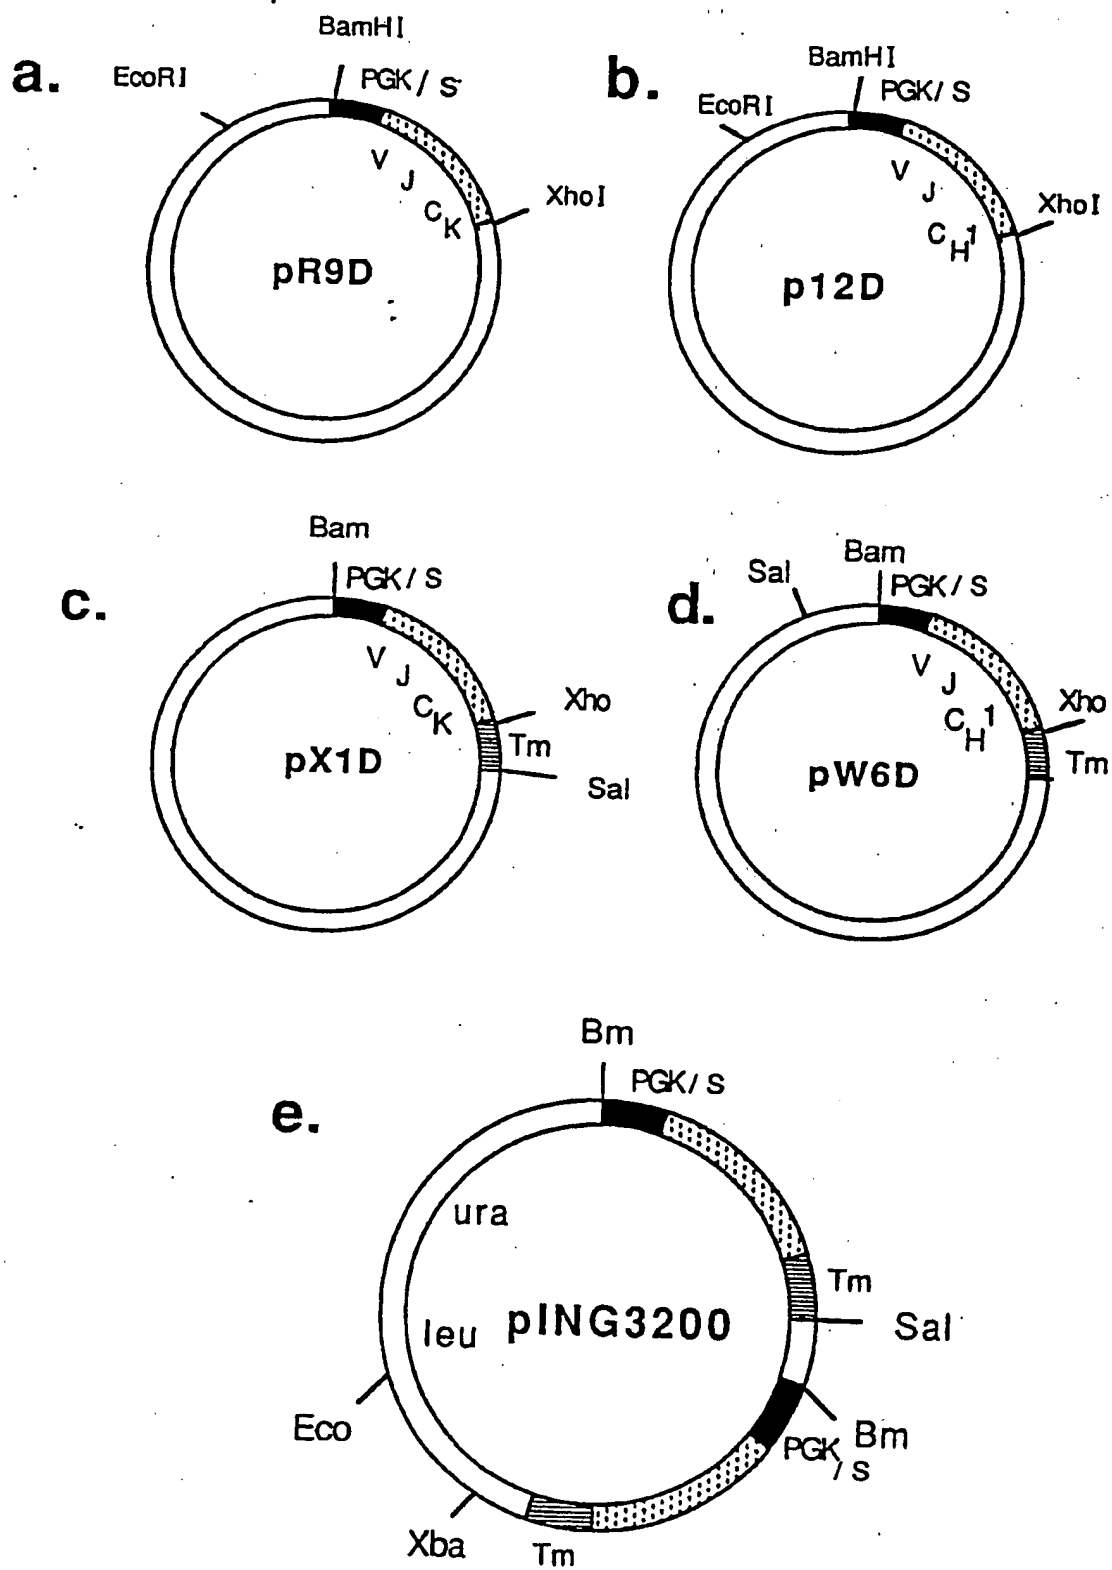 a.
BamHI
EcoRI
PGK/ S
V
J
CK
XhoI
pR9D
b.
BamHI
EcoRI
PGK/ S
V
J
CH1
XhoI
p12D
c.
Bam
PGK/ S
V
J
CK
Xho
Tm
Sal
pX1D
d.
Sal
Bam
PGK/ S
V
J
CH1
Xho
Tm
pW6D
e.
Bm
PGK/ S
ura
Tm
leu
pING3200
Sal
Eco
Bm
PGK/ S
Xba
Tm